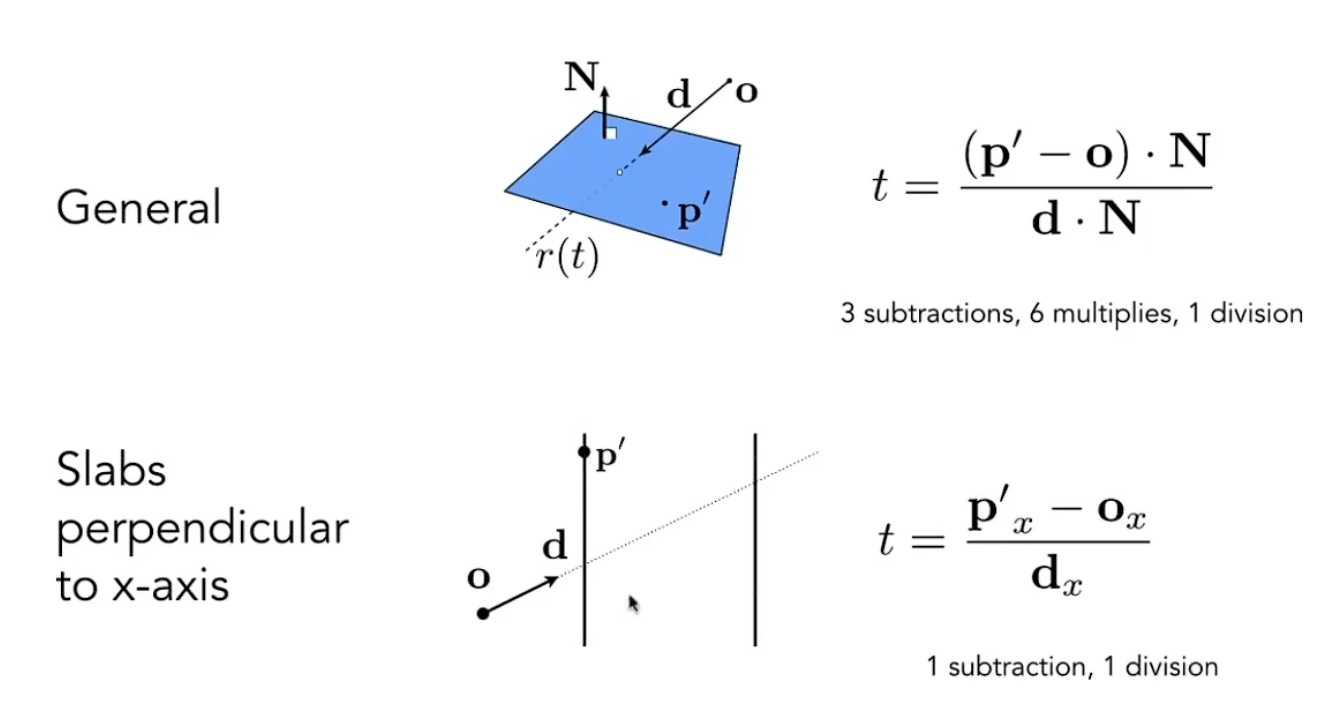 N
d
o
General
p′
r(t)
t = (p′ − o) · N / d · N
3 subtractions, 6 multiplies, 1 division
Slabs
perpendicular
to x-axis
p′
d
o
t = p′ₓ − oₓ / dₓ
1 subtraction, 1 division